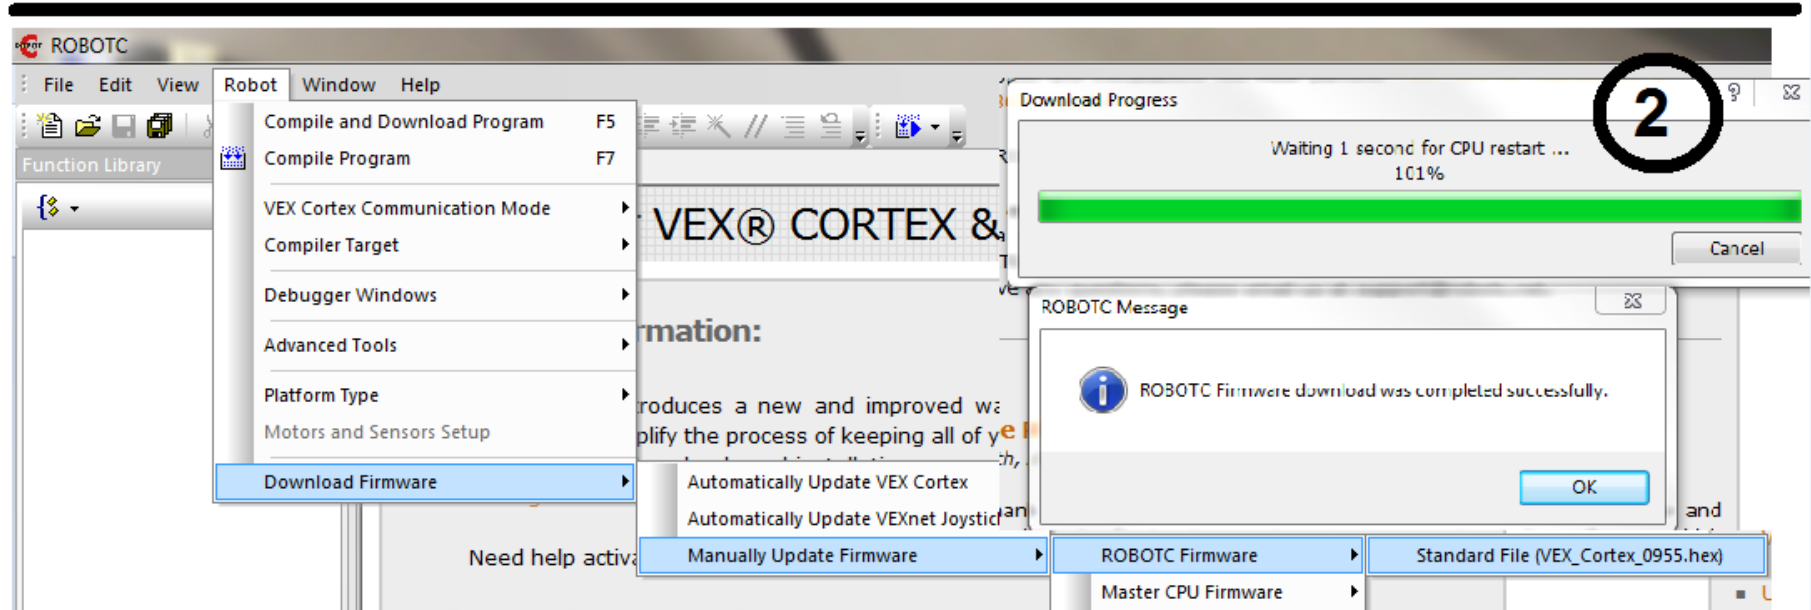 ROBOTC
File Edit View Robot Window Help
Function Library
Compile and Download Program F5
Compile Program F7
VEX Cortex Communication Mode
Compiler Target
Debugger Windows
Advanced Tools
Platform Type
Motors and Sensors Setup
Download Firmware
Automatically Update VEX Cortex
Automatically Update VEXnet Joystick
Manually Update Firmware
ROBOTC Firmware
Master CPU Firmware
Standard File (VEX_Cortex_0955.hex)
VEX® CORTEX &
rmation:
roduces a new and improved wa
plify the process of keeping all of y
Need help activa
2
Download Progress
Waiting 1 second for CPU restart ...
101%
Cancel
ROBOTC Message
ROBOTC Firmware download was completed successfully.
OK
and